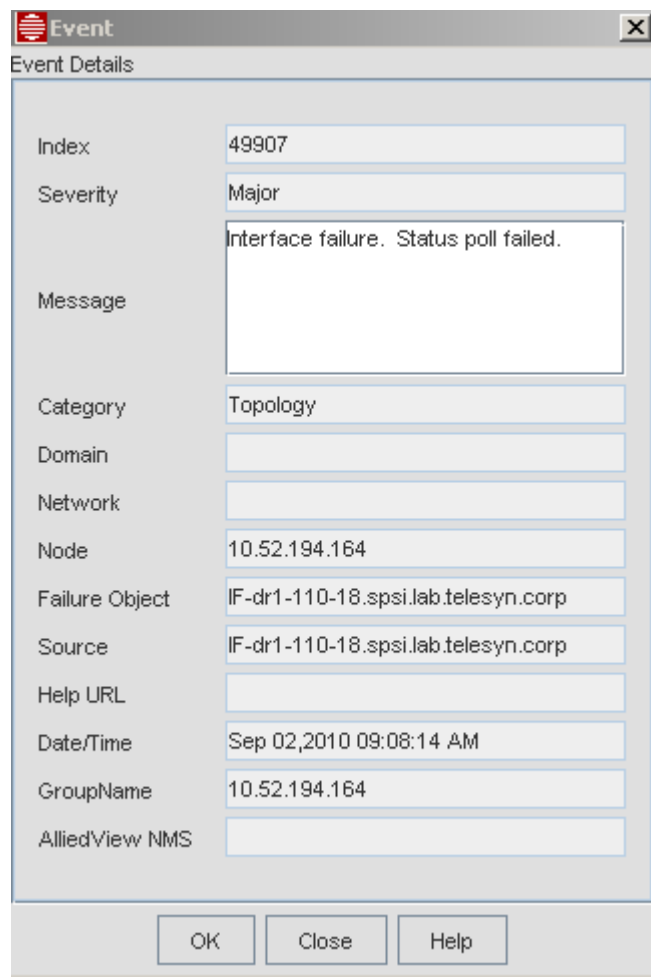 Event
Event Details
Index 49907
Severity Major
Message Interface failure.  Status poll failed.
Category Topology
Domain
Network
Node 10.52.194.164
Failure Object IF-dr1-110-18.spsi.lab.telesyn.corp
Source IF-dr1-110-18.spsi.lab.telesyn.corp
Help URL
Date/Time Sep 02,2010 09:08:14 AM
GroupName 10.52.194.164
AlliedView NMS
OK Close Help